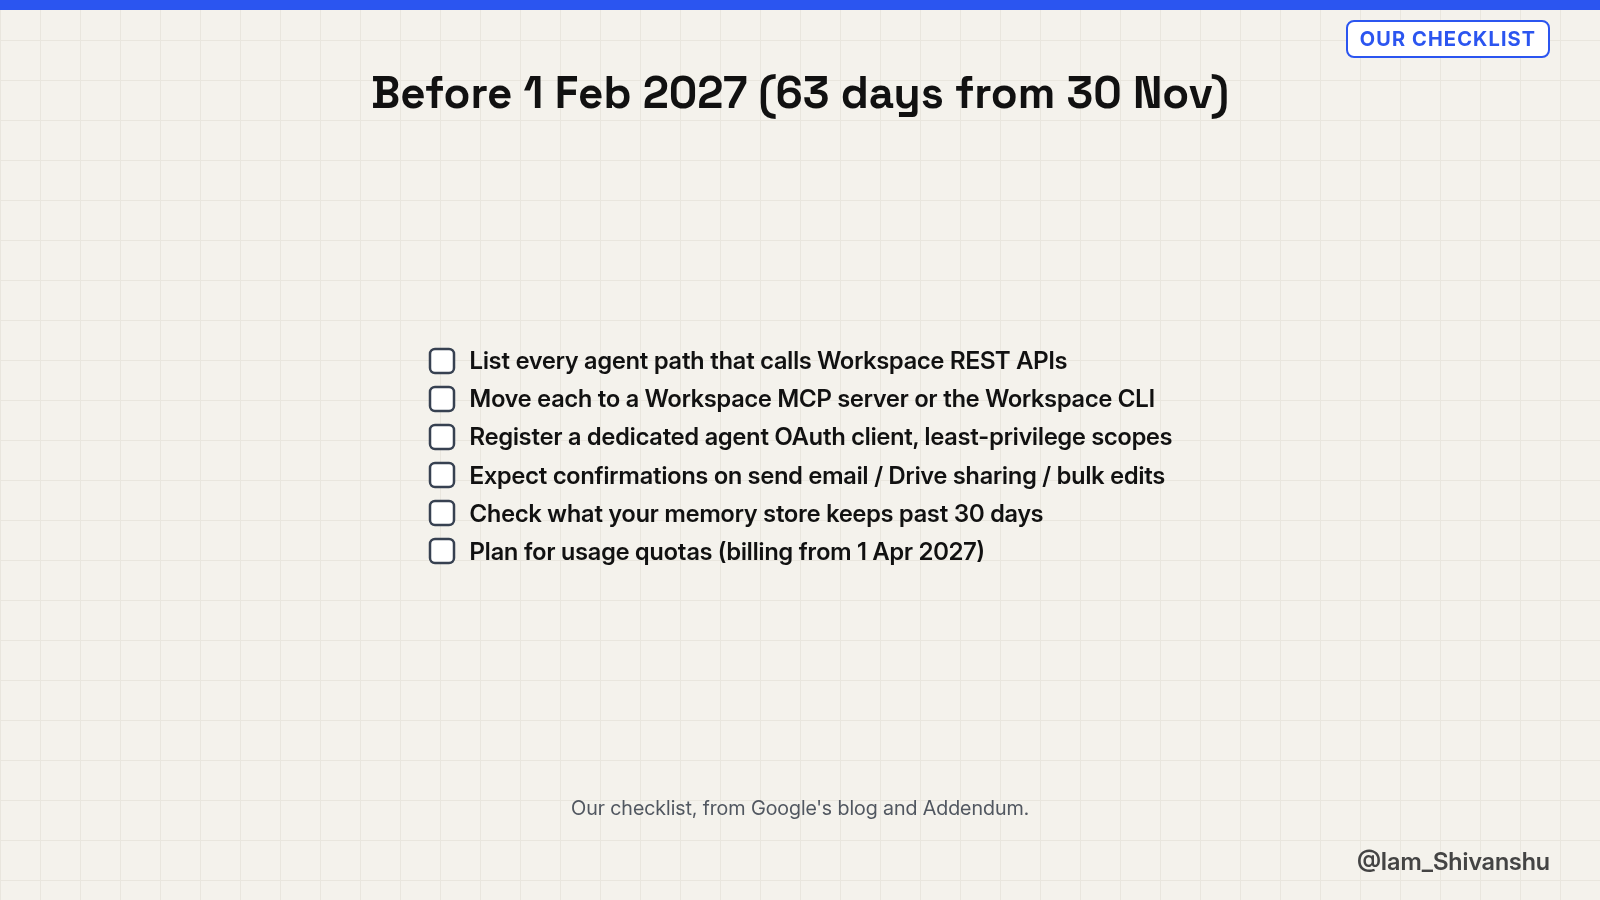 OUR CHECKLIST
Before 1 Feb 2027 (63 days from 30 Nov)
List every agent path that calls Workspace REST APIs
Move each to a Workspace MCP server or the Workspace CLI
Register a dedicated agent OAuth client, least-privilege scopes
Expect confirmations on send email / Drive sharing / bulk edits
Check what your memory store keeps past 30 days
Plan for usage quotas (billing from 1 Apr 2027)
Our checklist, from Google's blog and Addendum.
@Iam_Shivanshu